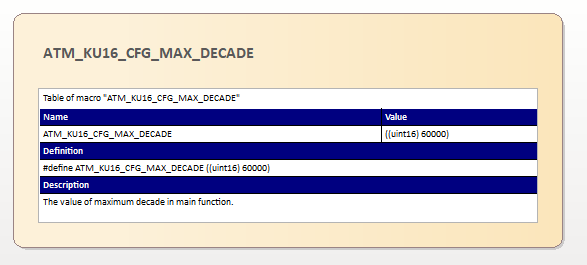 ATM_KU16_CFG_MAX_DECADE
Table of macro "ATM_KU16_CFG_MAX_DECADE"
Name Value
ATM_KU16_CFG_MAX_DECADE ((uint16) 60000)
Definition
#define ATM_KU16_CFG_MAX_DECADE ((uint16) 60000)
Description
The value of maximum decade in main function.